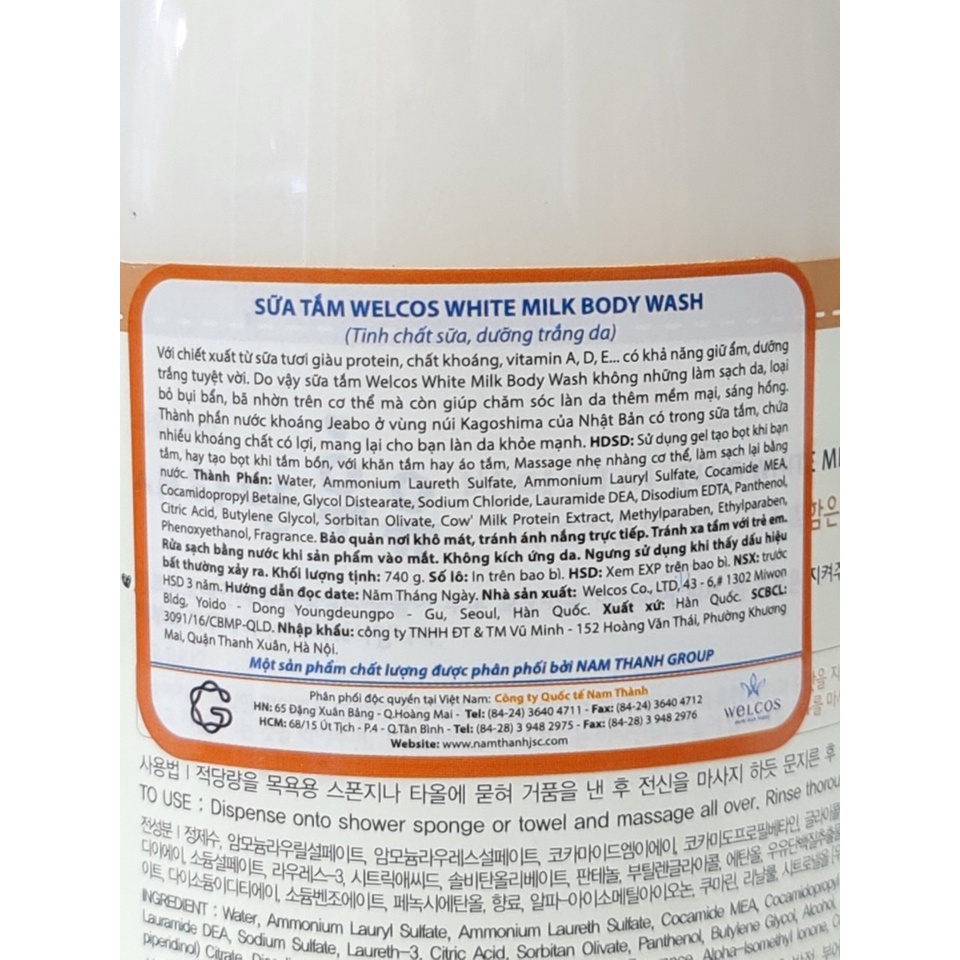 SỮA TẮM WELCOS WHITE MILK BODY WASH
(Tinh chất sữa, dưỡng trắng da)
Với chiết xuất từ sữa tươi giàu protein, chất khoáng, vitamin A, D, E... có khả năng giữ ẩm, dưỡng
trắng tuyệt vời. Do vậy sữa tắm Welcos White Milk Body Wash không những làm sạch da, loại
bỏ bụi bẩn, bã nhờn trên cơ thể mà còn giúp chăm sóc làn da thêm mềm mại, sáng hồng.
Thành phần nước khoáng Jeabo ở vùng núi Kagoshima của Nhật Bản có trong sữa tắm, chứa
nhiều khoáng chất có lợi, mang lại cho bạn làn da khỏe mạnh. HDSD: Sử dụng gel tạo bọt khi bạn
tắm, hay tạo bọt khi tắm bồn, với khăn tắm hay áo tắm, Massage nhẹ nhàng cơ thể, làm sạch lại bằng
nước. Thành Phần: Water, Ammonium Laureth Sulfate, Ammonium Lauryl Sulfate, Cocamide MEA,
Cocamidopropyl Betaine, Glycol Distearate, Sodium Chloride, Lauramide DEA, Disodium EDTA, Panthenol,
Citric Acid, Butylene Glycol, Sorbitan Olivate, Cow' Milk Protein Extract, Methylparaben, Ethylparaben,
Phenoxyethanol, Fragrance. Bảo quản nơi khô mát, tránh ánh nắng trực tiếp. Tránh xa tầm với trẻ em.
Rửa sạch bằng nước khi sản phẩm vào mắt. Không kích ứng da. Ngưng sử dụng khi thấy dấu hiệu
bất thường xảy ra. Khối lượng tịnh: 740 g. Số lô: In trên bao bì. HSD: Xem EXP trên bao bì. NSX: trước
HSD 3 năm. Hướng dẫn đọc date: Năm Tháng Ngày. Nhà sản xuất: Welcos Co., LTD, 43 - 6,# 1302 Miwon
Bldg, Yoido - Dong Youngdeungpo - Gu, Seoul, Hàn Quốc. Xuất xứ: Hàn Quốc. SCBCL:
3091/16/CBMP-QLD. Nhập khẩu: công ty TNHH ĐT & TM Vũ Minh - 152 Hoàng Văn Thái, Phường Khương
Mai, Quận Thanh Xuân, Hà Nội.
Một sản phẩm chất lượng được phân phối bởi NAM THANH GROUP
Phân phối độc quyền tại Việt Nam: Công ty Quốc tế Nam Thành
HN: 65 Đặng Xuân Bảng - Q.Hoàng Mai - Tel: (84-24) 3640 4711 - Fax: (84-24) 3640 4712
HCM: 68/15 Út Tịch - P.4 - Q.Tân Bình - Tel: (84-28) 3 948 2975 - Fax: (84-28) 3 948 2976
Website: www.namthanhjsc.com
WELCOS
사용법 | 적당량을 목욕용 스폰지나 타올에 묻혀 거품을 낸 후 전신을 마사지 하듯 문지른 후
TO USE : Dispense onto shower sponge or towel and massage all over. Rinse thorou
전성분 | 정제수, 암모늄라우릴설페이트, 암모늄라우레스설페이트, 코카마이드엠이에이, 코카미도프로필베타인, 글라이콜
디이에이, 소듐설페이트, 라우레스-3, 시트릭애씨드, 솔비탄올리베이트, 판테놀, 부틸렌글라이콜, 에탄올, 우유단백질추출물
이트, 다이소듐이디티에이, 소듐벤조에이트, 페녹시에탄올, 향료, 알파-아이소메틸아이오논, 쿠마린, 리날룰, 시트로넬올
INGREDIENT : Water, Ammonium Lauryl Sulfate, Ammonium Laureth Sulfate, Cocamide MEA, Cocamidopropyl
Lauramide DEA, Sodium Sulfate, Laureth-3, Citric Acid, Sorbitan Olivate, Panthenol, Butylene Glycol, Alcohol,
piperidinol) Citrate, Alpha-Isomethyl Ionone,